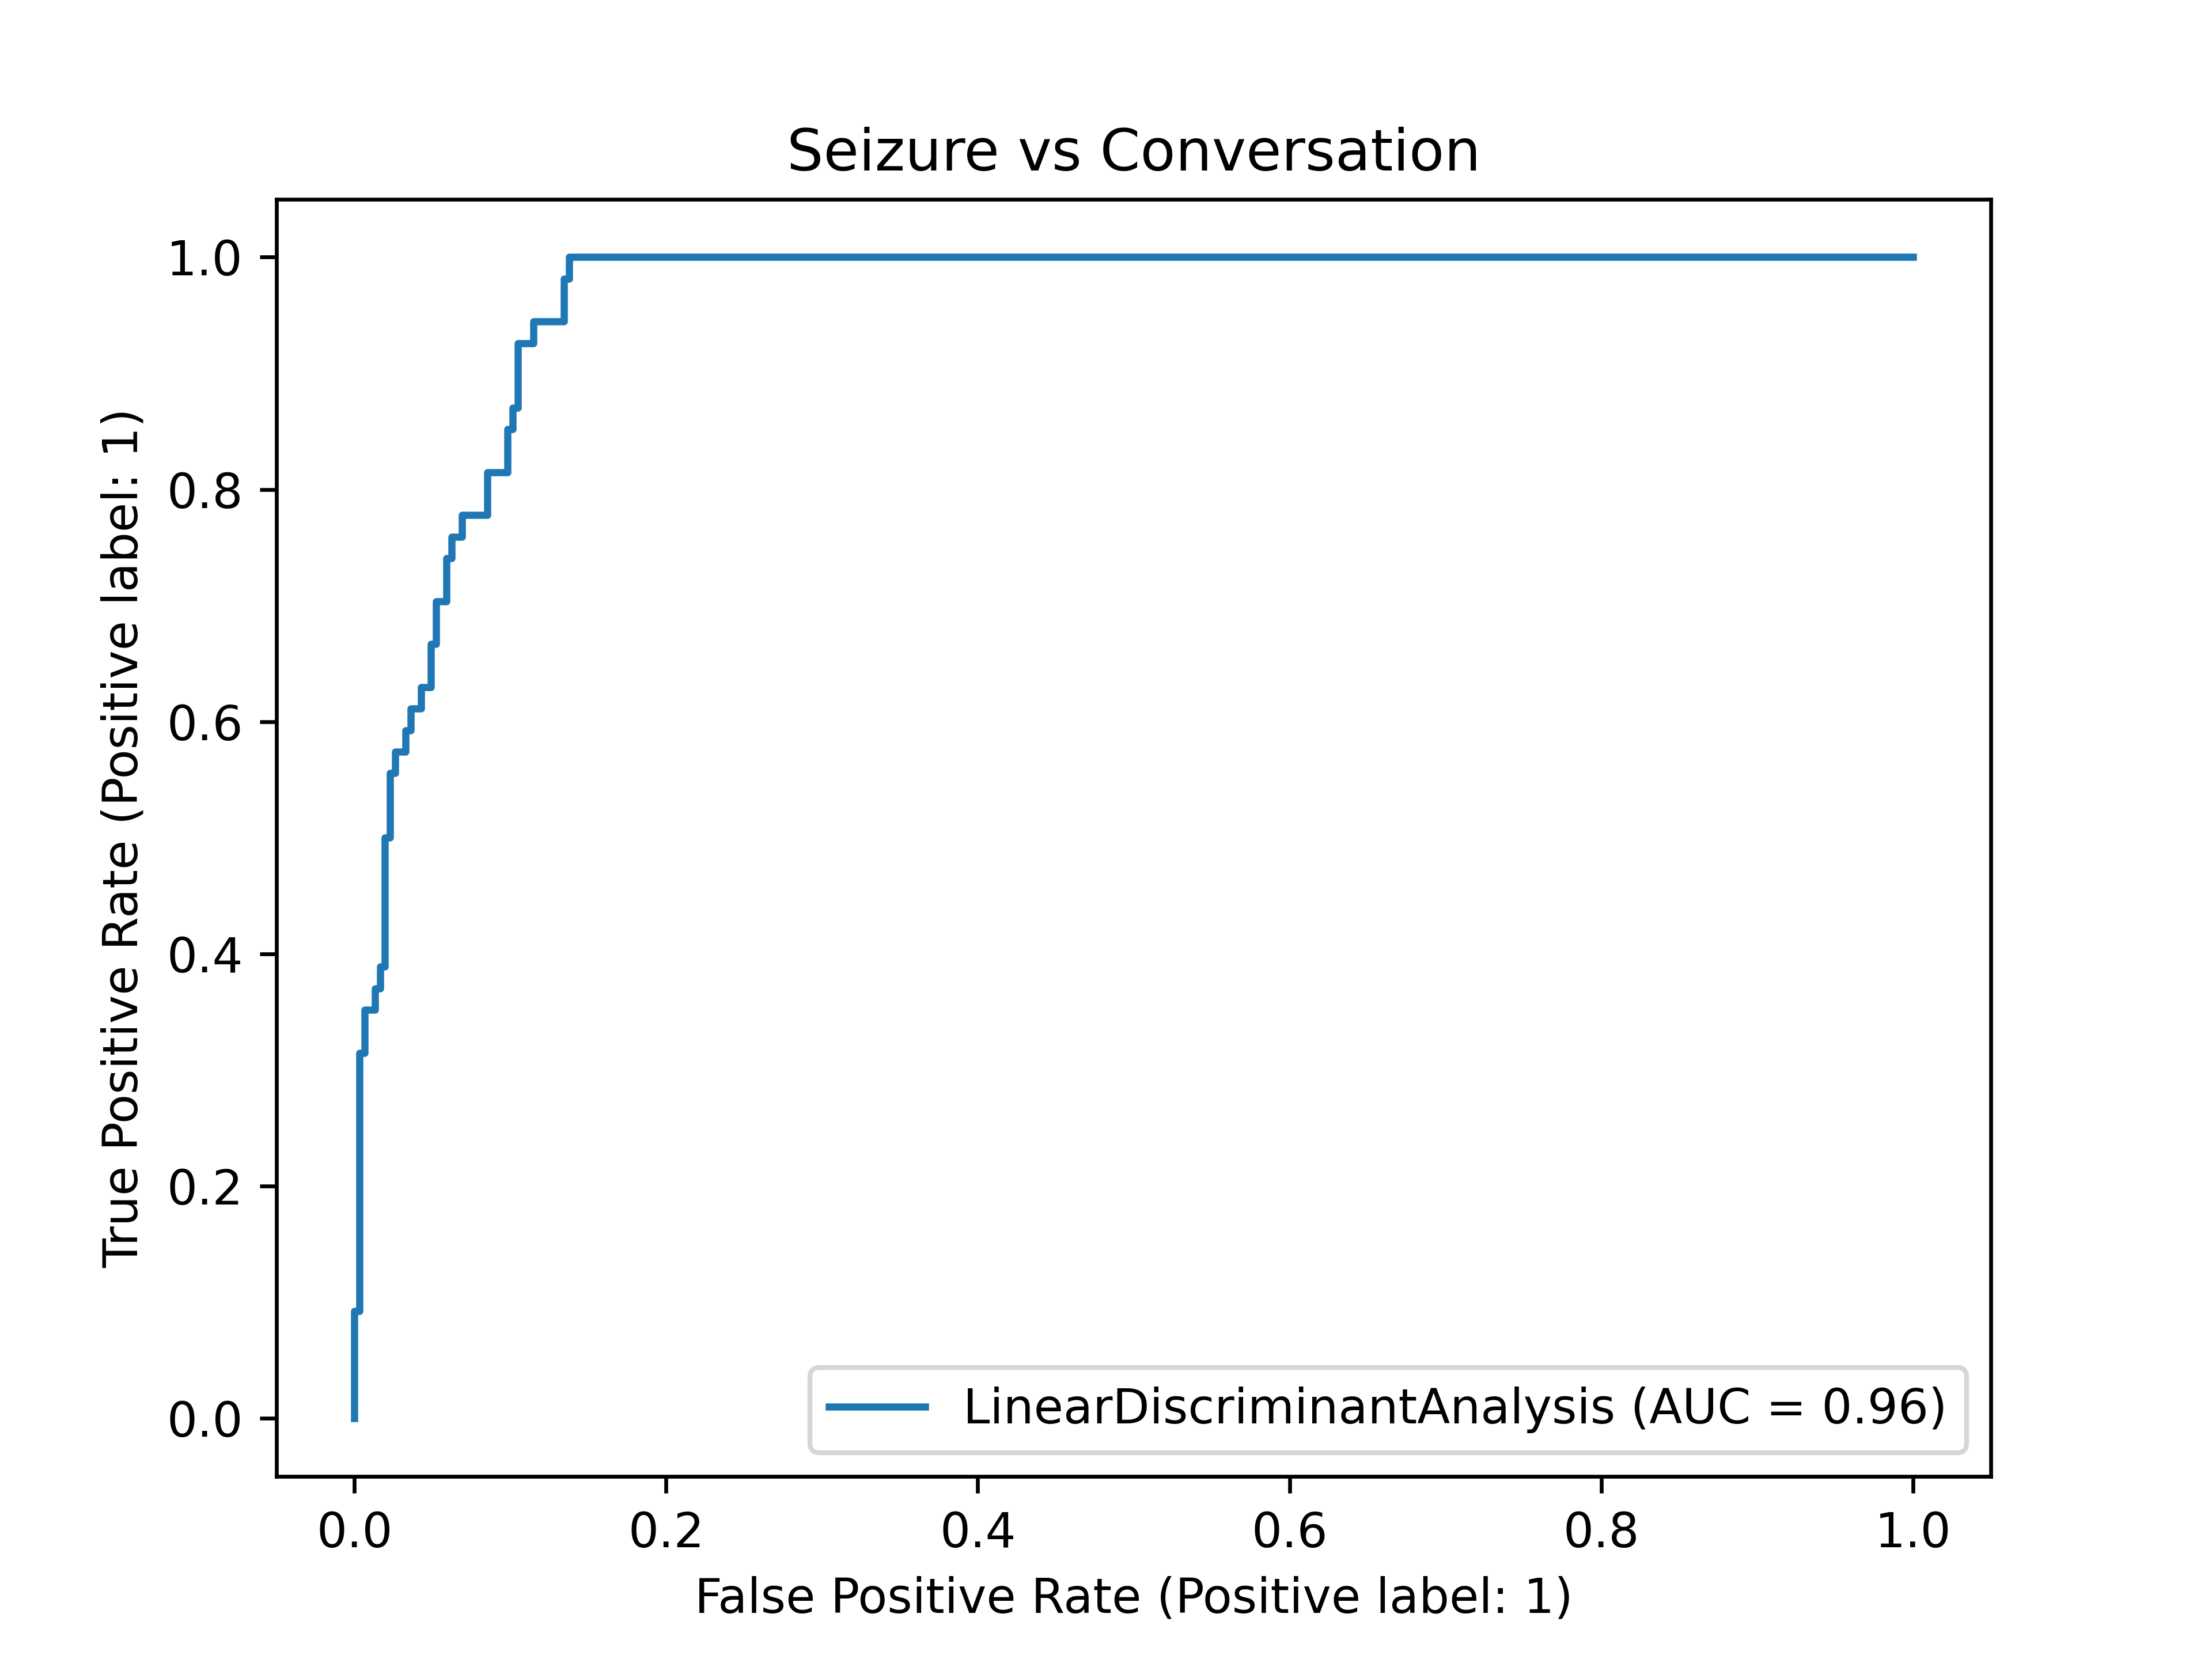 Seizure vs Conversation
1.0
0.8
0.6
0.4
0.2
0.0
True Positive Rate (Positive label: 1)
LinearDiscriminantAnalysis (AUC = 0.96)
0.0 0.2 0.4 0.6 0.8 1.0
False Positive Rate (Positive label: 1)